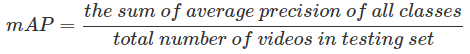 mAP = the sum of average precision of all classes
total number of videos in testing set